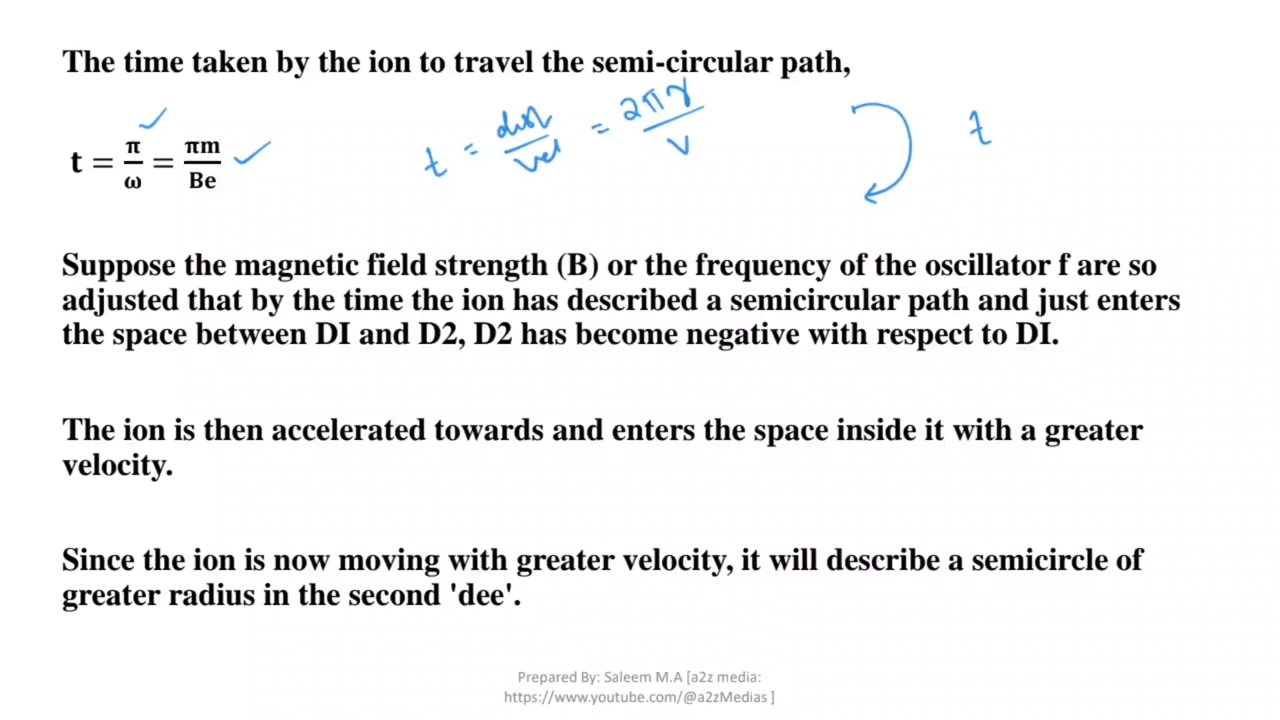 The time taken by the ion to travel the semi-circular path,
t = π/ω = πm/Be
t = dist/vel = 2πr/v
t
Suppose the magnetic field strength (B) or the frequency of the oscillator f are so
adjusted that by the time the ion has described a semicircular path and just enters
the space between DI and D2, D2 has become negative with respect to DI.
The ion is then accelerated towards and enters the space inside it with a greater
velocity.
Since the ion is now moving with greater velocity, it will describe a semicircle of
greater radius in the second 'dee'.
Prepared By: Saleem M.A [a2z media:
https://www.youtube.com/@a2zMedias ]